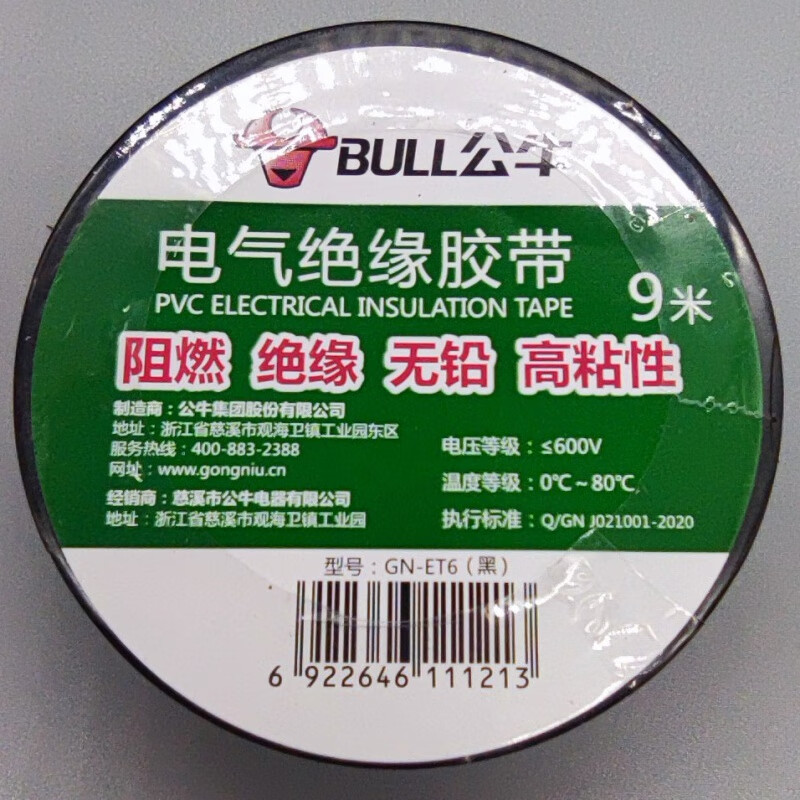 BULL公牛
电气绝缘胶带
PVC ELECTRICAL INSULATION TAPE
9米
阻燃 绝缘 无铅 高粘性
制造商：公牛集团股份有限公司
地址：浙江省慈溪市观海卫镇工业园东区
服务热线：400-883-2388
网址：www.gongniu.cn
经销商：慈溪市公牛电器有限公司
地址：浙江省慈溪市观海卫镇工业园
电压等级：≤600V
温度等级：0℃～80℃
执行标准：Q/GN J021001-2020
型号：GN-ET6（黑）
6 922646 111213